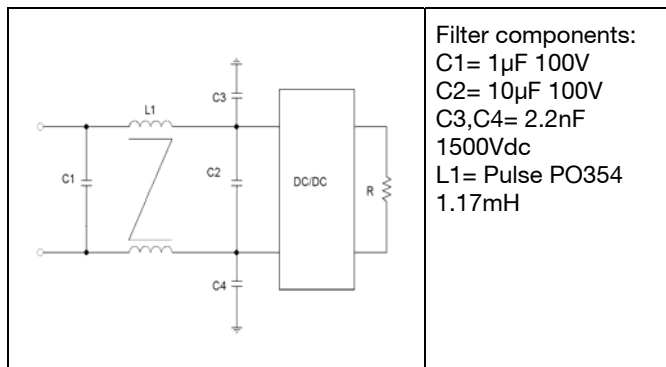 C3
L1
C1
C2
DC/DC
R
C4
Filter components:
C1= 1µF 100V
C2= 10µF 100V
C3,C4= 2.2nF
1500Vdc
L1= Pulse PO354
1.17mH